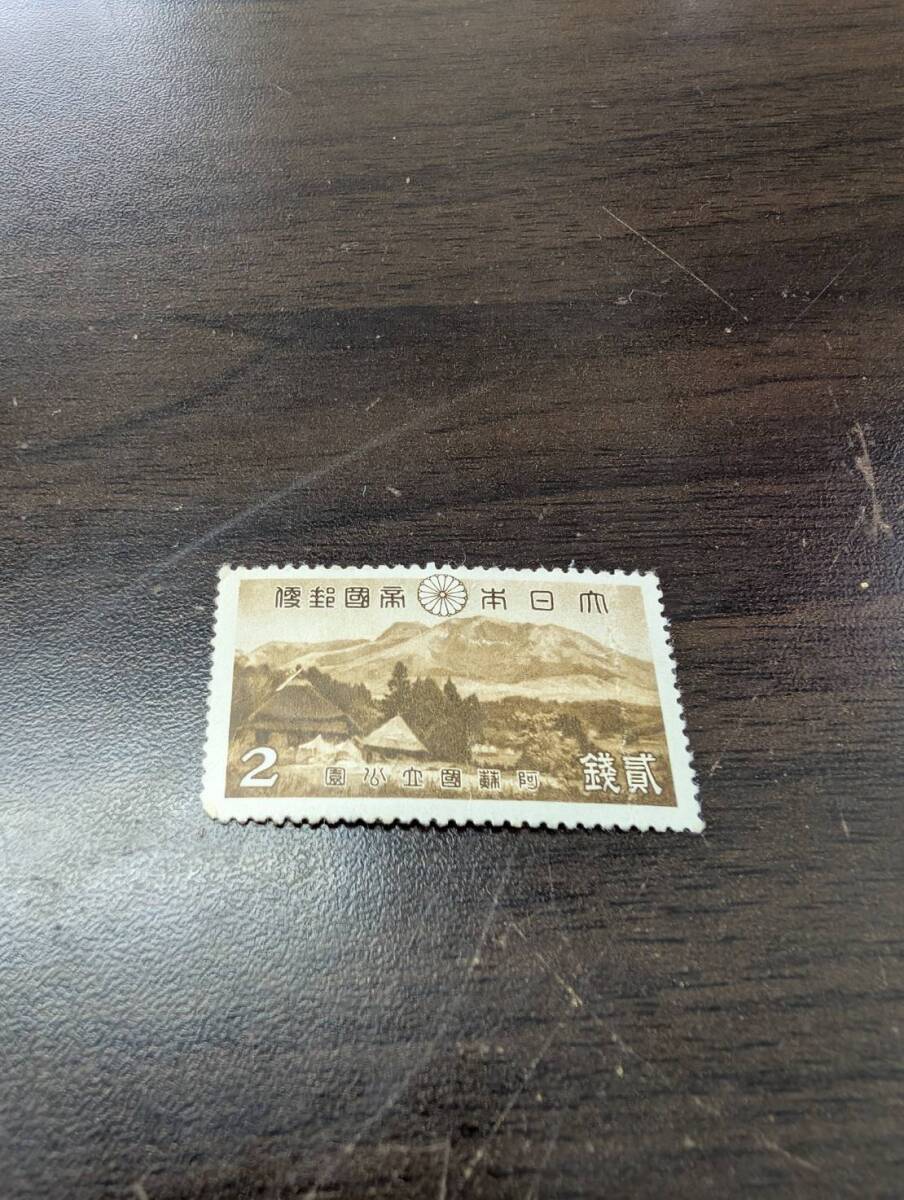 大日本帝國郵便
2
阿蘇國立公園
貳錢